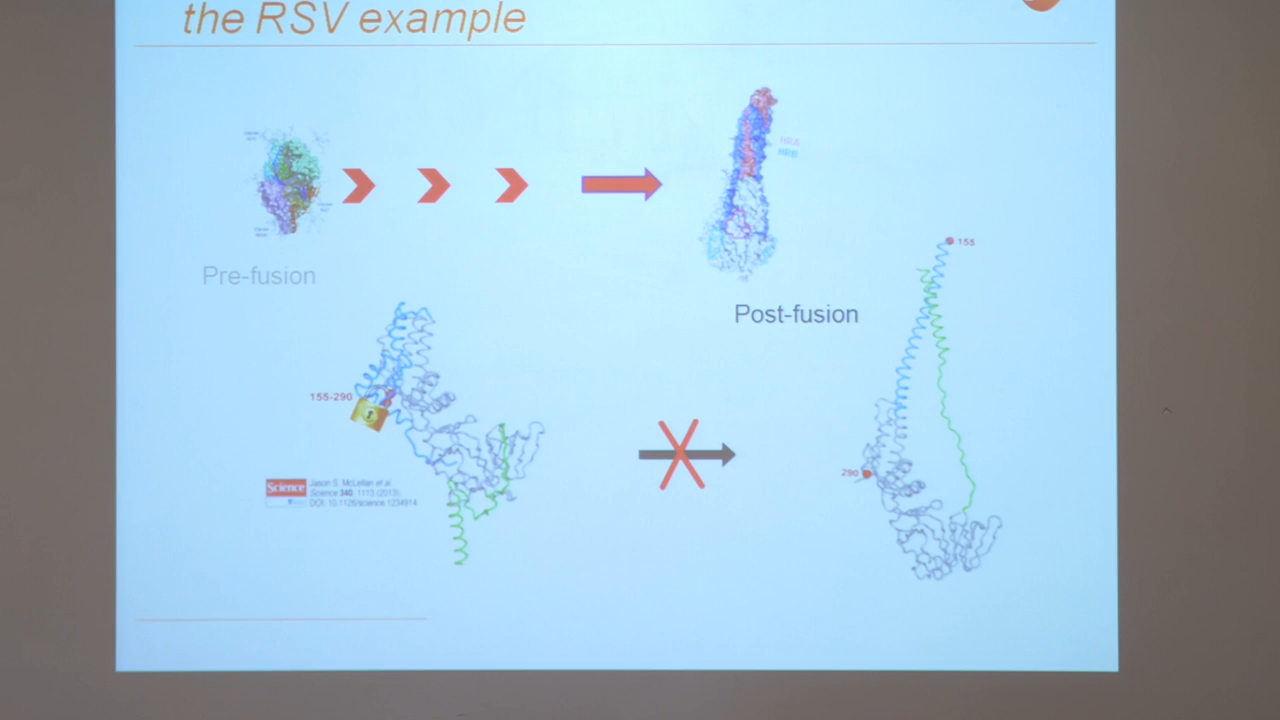 the RSV example
HRB
Pre-fusion
155
Post-fusion
155-290
290
Science
Jason S. McLellan et al.
Science 340, 1113 (2013);
DOI: 10.1126/science.1234914